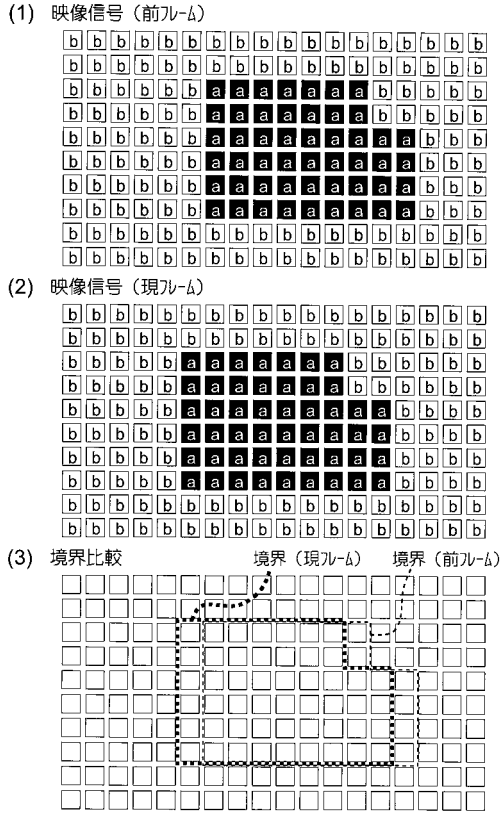 (1) 映像信号（前フレーム）
b b b b b b b b b b b b b b b b b b
b b b b b b b b b b b b b b b b b b
b b b b b b a a a a a a a b b b b b
b b b b b b a a a a a a a b b b b b
b b b b b b a a a a a a a a a b b b
b b b b b b a a a a a a a a a b b b
b b b b b b a a a a a a a a a b b b
b b b b b b a a a a a a a a a b b b
b b b b b b b b b b b b b b b b b b
b b b b b b b b b b b b b b b b b b
(2) 映像信号（現フレーム）
b b b b b b b b b b b b b b b b b b
b b b b b b b b b b b b b b b b b b
b b b b b a a a a a a a b b b b b b
b b b b b a a a a a a a b b b b b b
b b b b b a a a a a a a a a b b b b
b b b b b a a a a a a a a a b b b b
b b b b b a a a a a a a a a b b b b
b b b b b a a a a a a a a a b b b b
b b b b b b b b b b b b b b b b b b
b b b b b b b b b b b b b b b b b b
(3) 境界比較 境界（現フレーム） 境界（前フレーム）